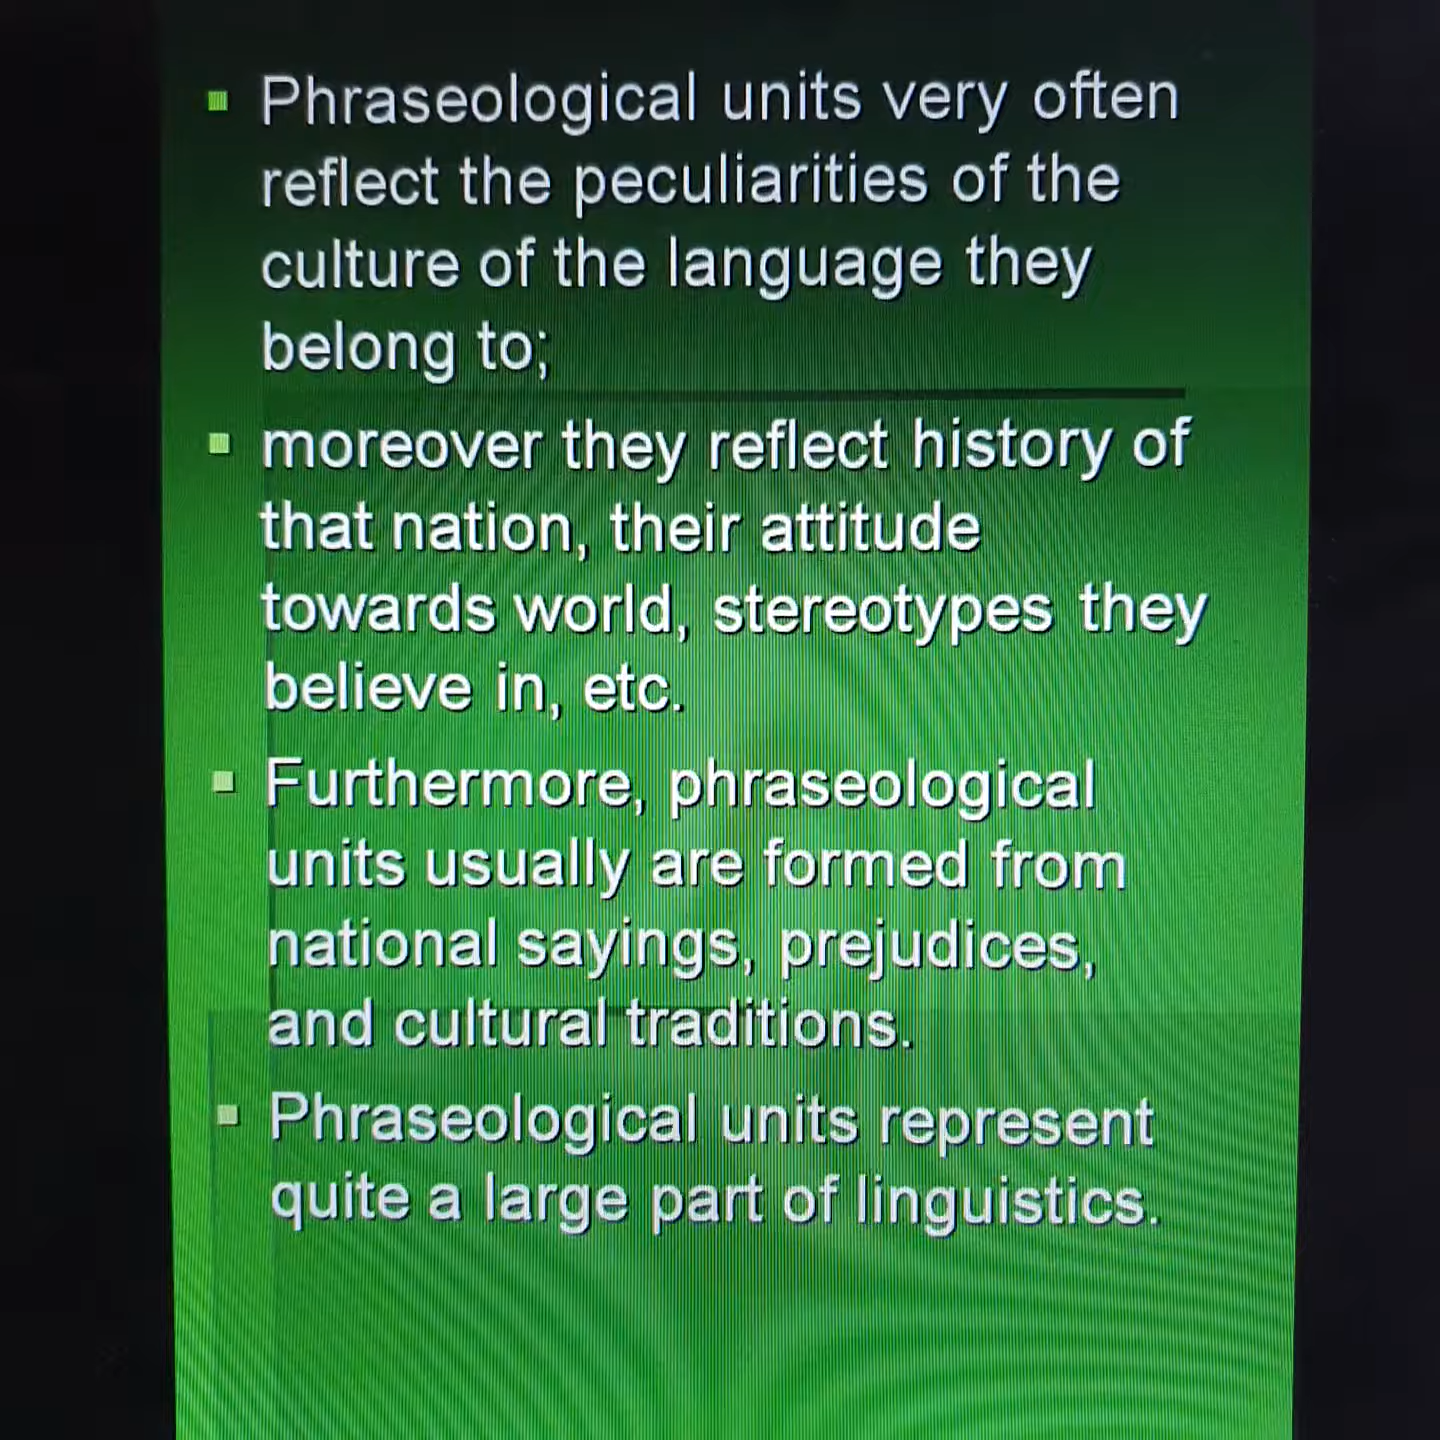 Phraseological units very often
reflect the peculiarities of the
culture of the language they
belong to;
moreover they reflect history of
that nation, their attitude
towards world, stereotypes they
believe in, etc.
Furthermore, phraseological
units usually are formed from
national sayings, prejudices,
and cultural traditions.
Phraseological units represent
quite a large part of linguistics.